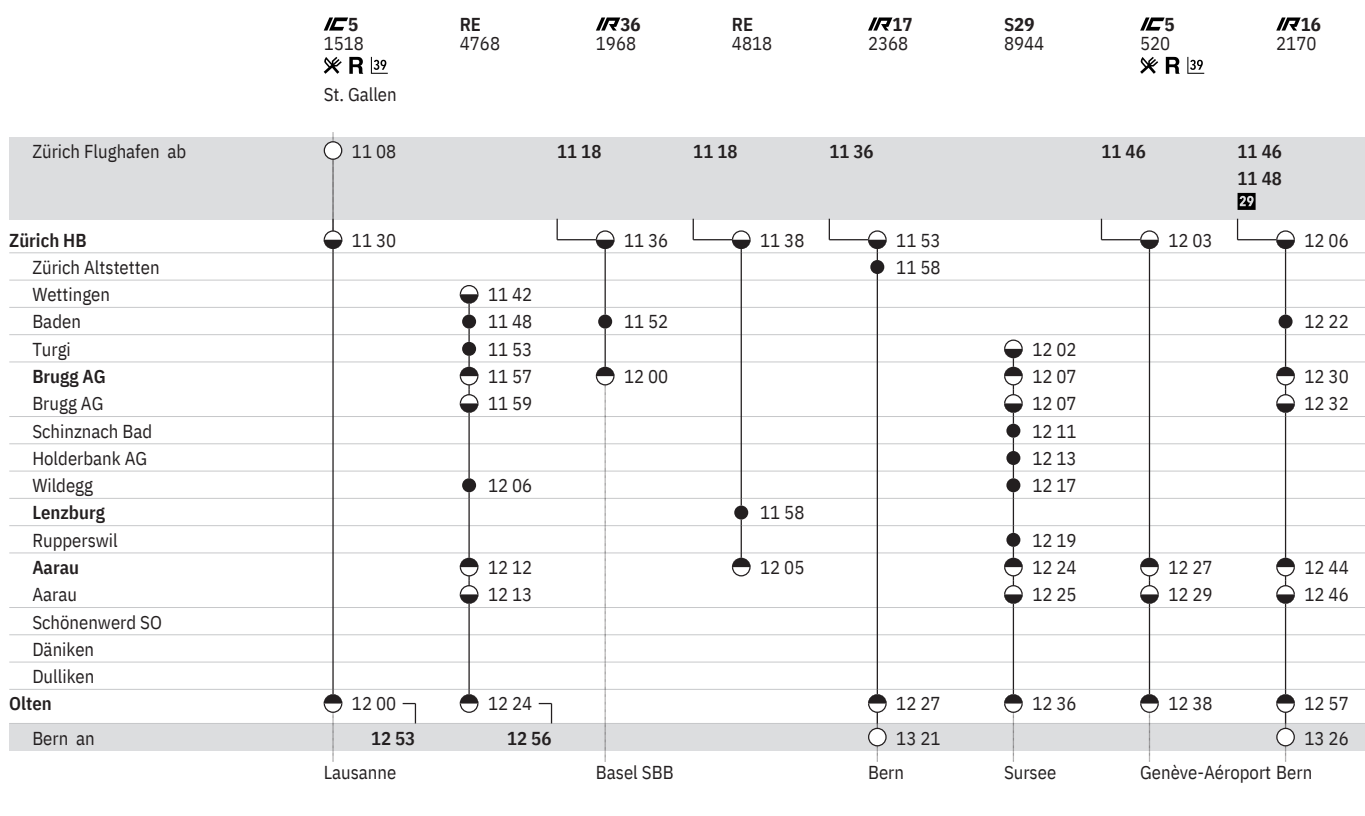 IC5 RE IR36 RE IR17 S29 IC5 IR16
1518 4768 1968 4818 2368 8944 520 2170
R 39 R 39
St. Gallen
Zürich Flughafen ab 11 08 11 18 11 18 11 36 11 46 11 46
11 48
29
Zürich HB 11 30 11 36 11 38 11 53 12 03 12 06
Zürich Altstetten 11 58
Wettingen 11 42
Baden 11 48 11 52 12 22
Turgi 11 53 12 02
Brugg AG 11 57 12 00 12 07 12 30
Brugg AG 11 59 12 07 12 32
Schinznach Bad 12 11
Holderbank AG 12 13
Wildegg 12 06 12 17
Lenzburg 11 58
Rupperswil 12 19
Aarau 12 12 12 05 12 24 12 27 12 44
Aarau 12 13 12 25 12 29 12 46
Schönenwerd SO
Däniken
Dulliken
Olten 12 00 12 24 12 27 12 36 12 38 12 57
Bern an 12 53 12 56 13 21 13 26
Lausanne Basel SBB Bern Sursee Genève-Aéroport Bern